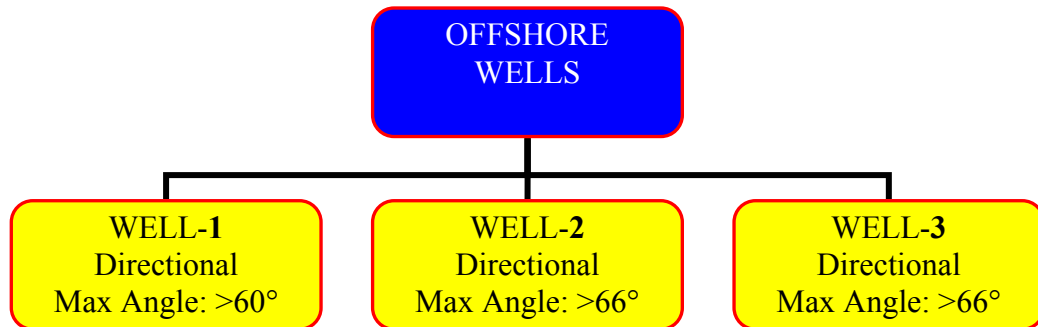 OFFSHORE
WELLS
WELL-1
Directional
Max Angle: >60°
WELL-2
Directional
Max Angle: >66°
WELL-3
Directional
Max Angle: >66°